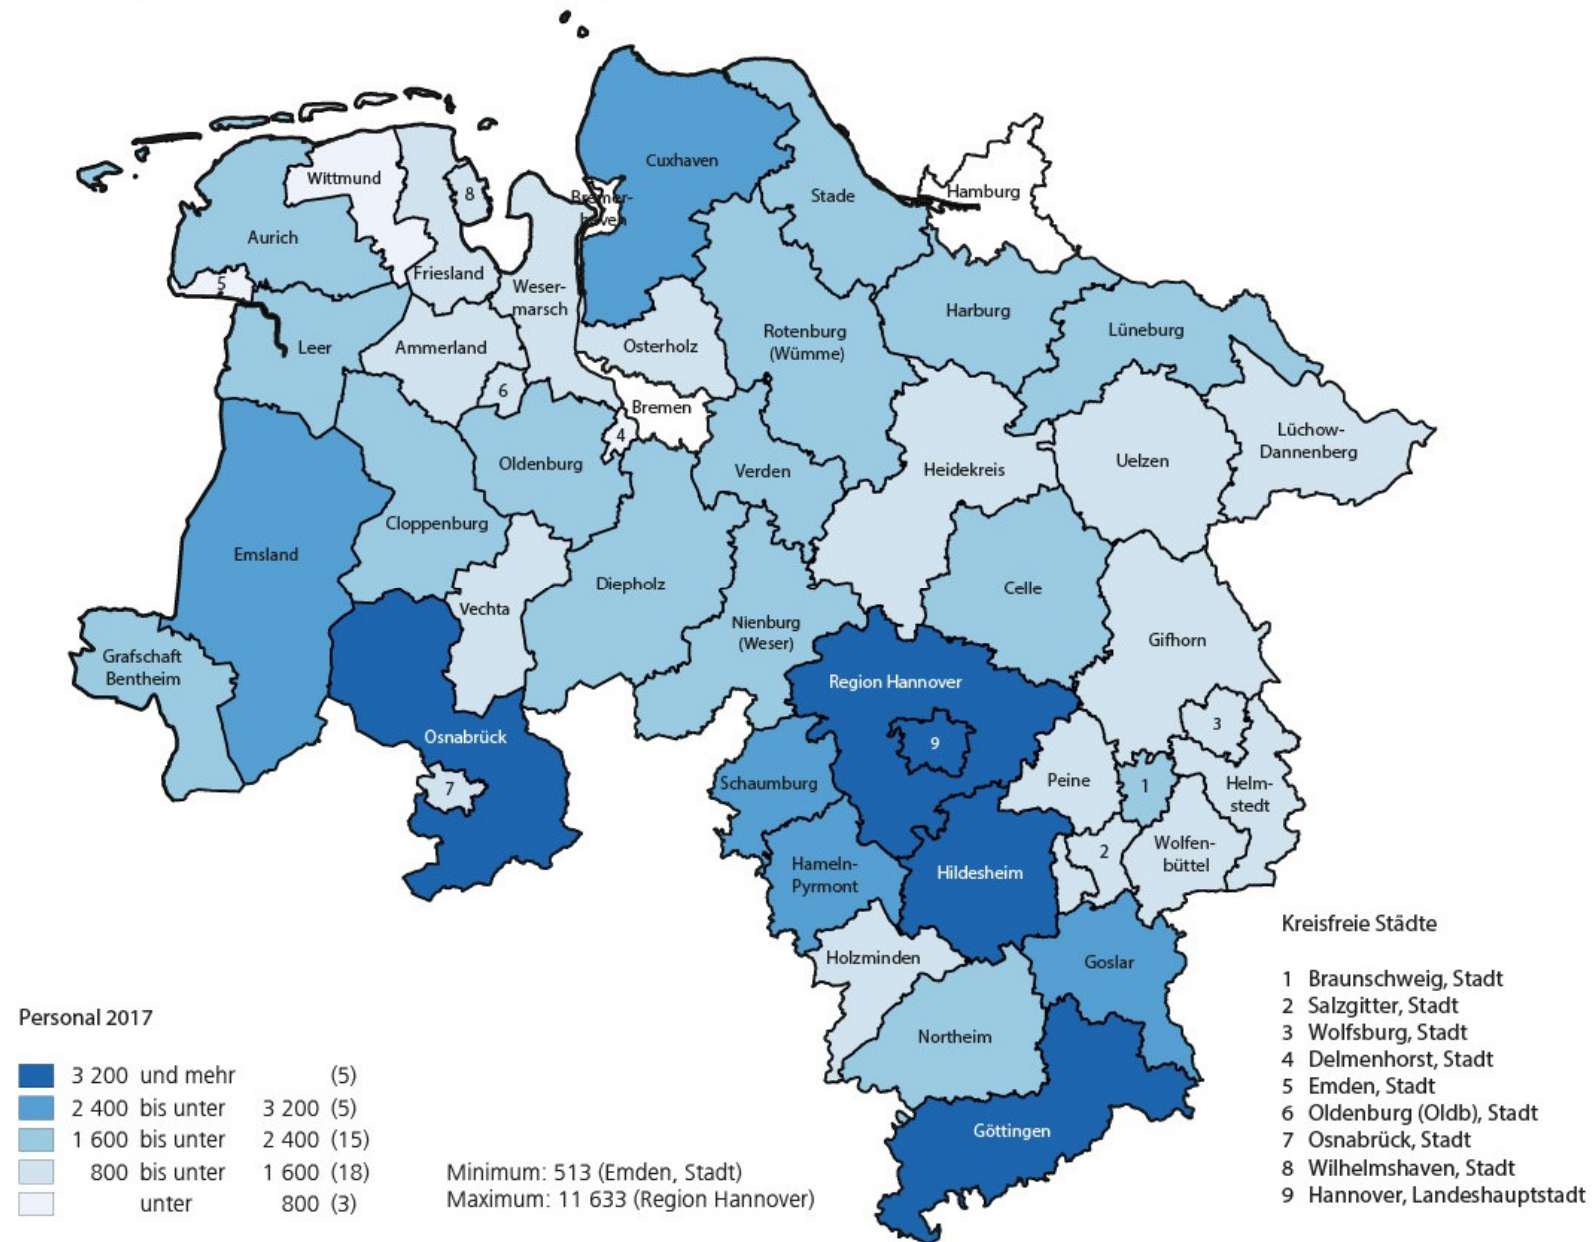 Cuxhaven
Wittmund
8
Bremer-
haven
Stade
Hamburg
Aurich
5
Friesland
Weser-
marsch
Harburg
Lüneburg
Leer
Ammerland
Osterholz
Rotenburg
(Wümme)
6
Bremen
4
Lüchow-
Dannenberg
Oldenburg
Verden
Heidekreis
Uelzen
Cloppenburg
Emsland
Diepholz
Celle
Vechta
Nienburg
(Weser)
Gifhorn
Grafschaft
Bentheim
Region Hannover
Osnabrück
9
3
7
Schaumburg
Peine
1
Helm-
stedt
Hameln-
Pyrmont
Hildesheim
2
Wolfen-
büttel
Holzminden
Goslar
Northeim
Göttingen
Kreisfreie Städte
1 Braunschweig, Stadt
2 Salzgitter, Stadt
3 Wolfsburg, Stadt
4 Delmenhorst, Stadt
5 Emden, Stadt
6 Oldenburg (Oldb), Stadt
7 Osnabrück, Stadt
8 Wilhelmshaven, Stadt
9 Hannover, Landeshauptstadt
Personal 2017
3 200 und mehr (5)
2 400 bis unter 3 200 (5)
1 600 bis unter 2 400 (15)
800 bis unter 1 600 (18)
unter 800 (3)
Minimum: 513 (Emden, Stadt)
Maximum: 11 633 (Region Hannover)